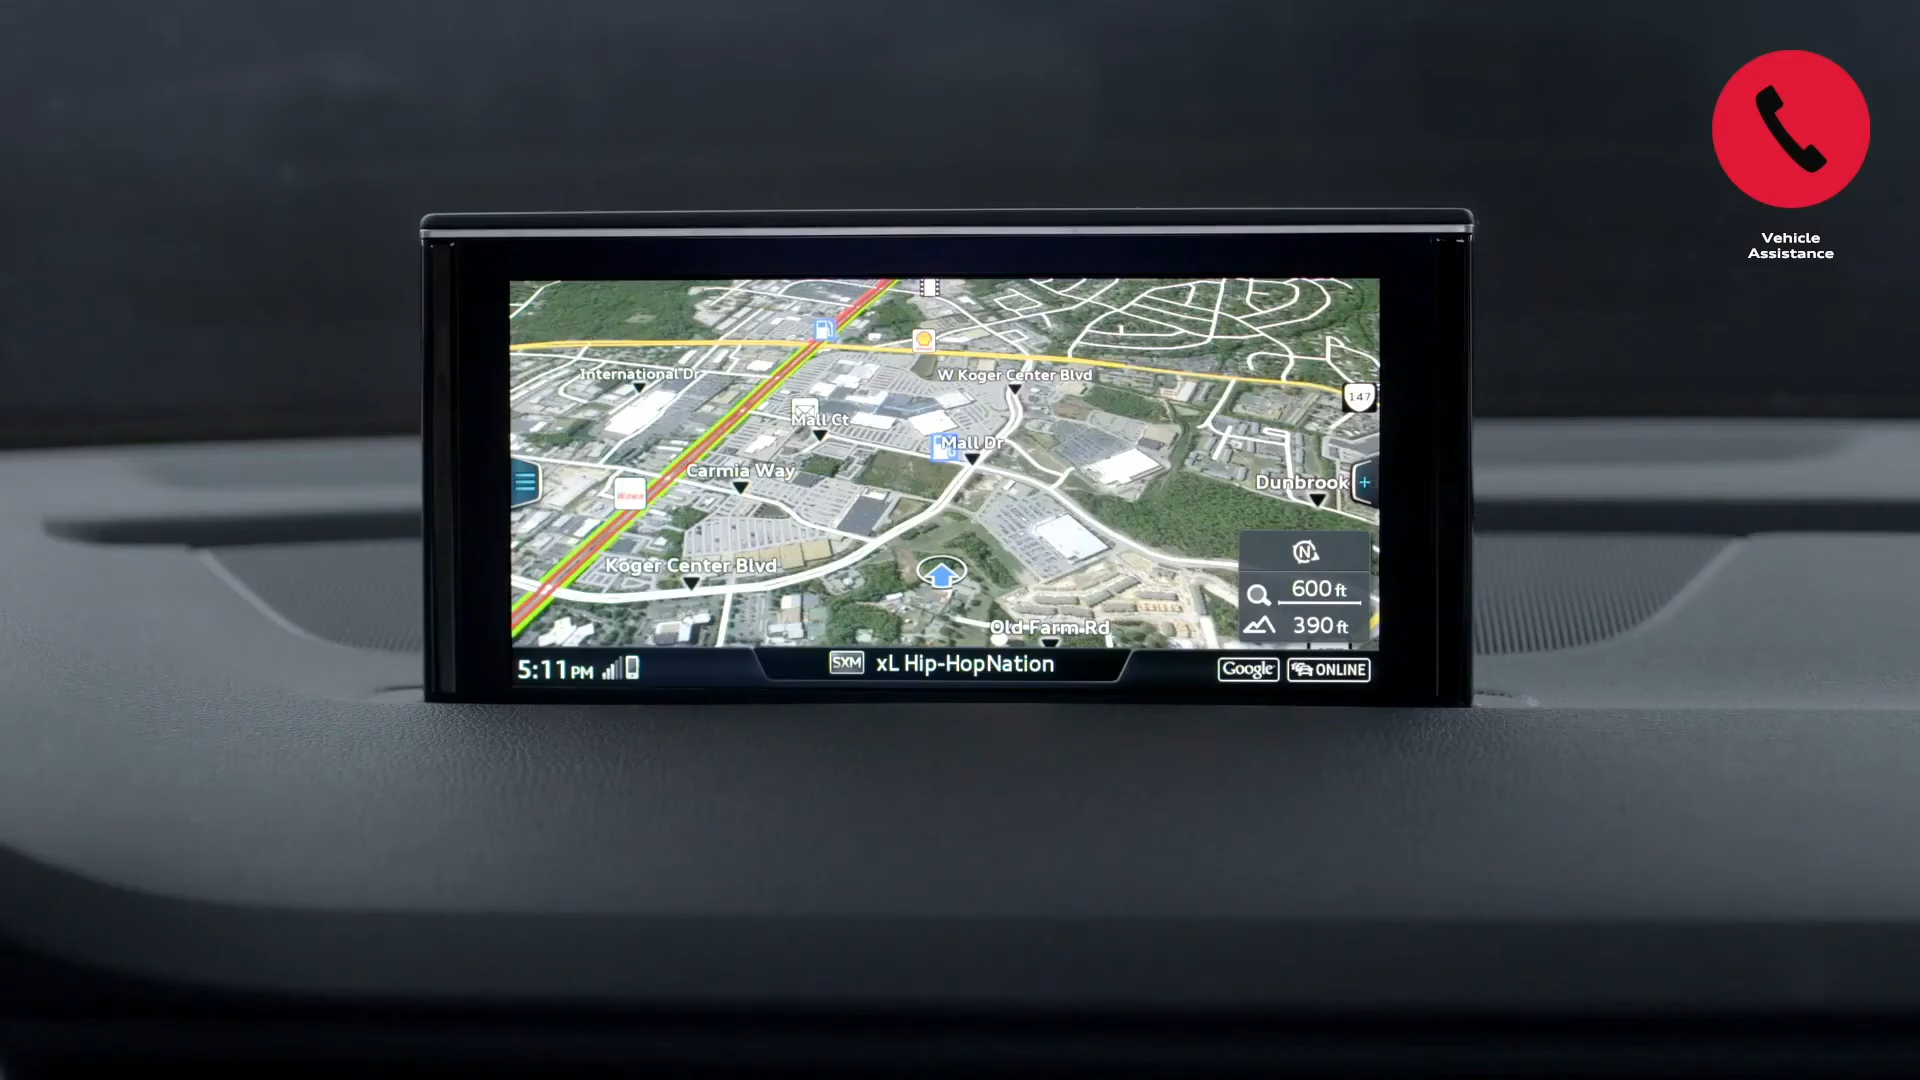 Vehicle
Assistance
International Dr
W Koger Center Blvd
147
Mall Ct
Mall Dr
Carmia Way
Dunbrook
Wawa
Koger Center Blvd
N
600 ft
390 ft
Old Farm Rd
5:11 PM
SXM xL Hip-HopNation
Google
ONLINE